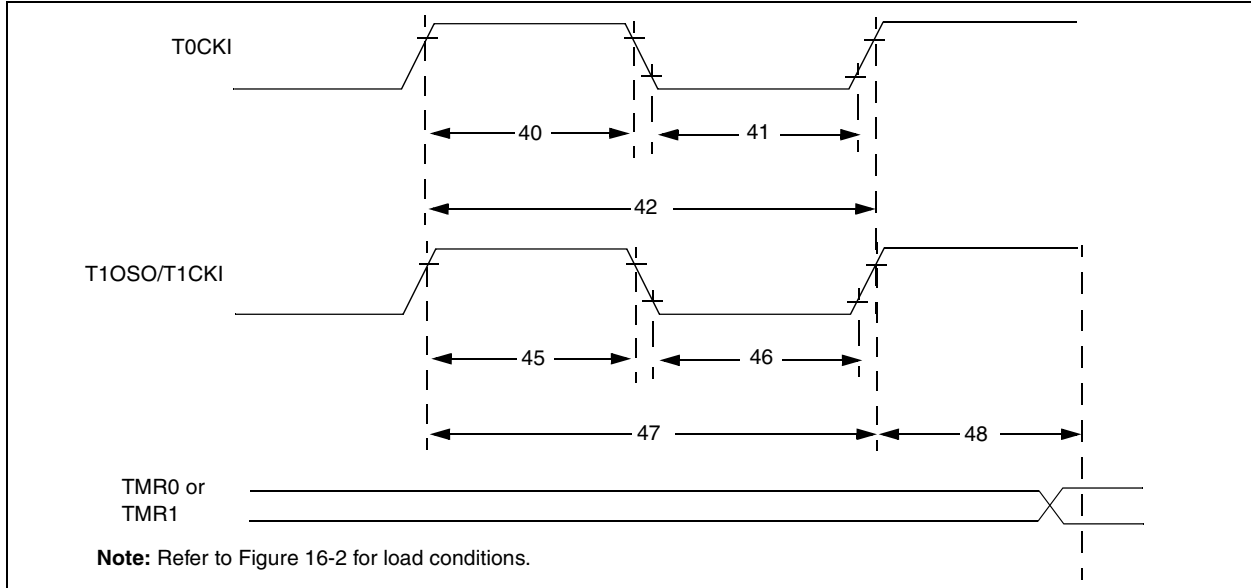 T0CKI
40
41
42
T1OSO/T1CKI
45
46
47
48
TMR0 or
TMR1
Note: Refer to Figure 16-2 for load conditions.